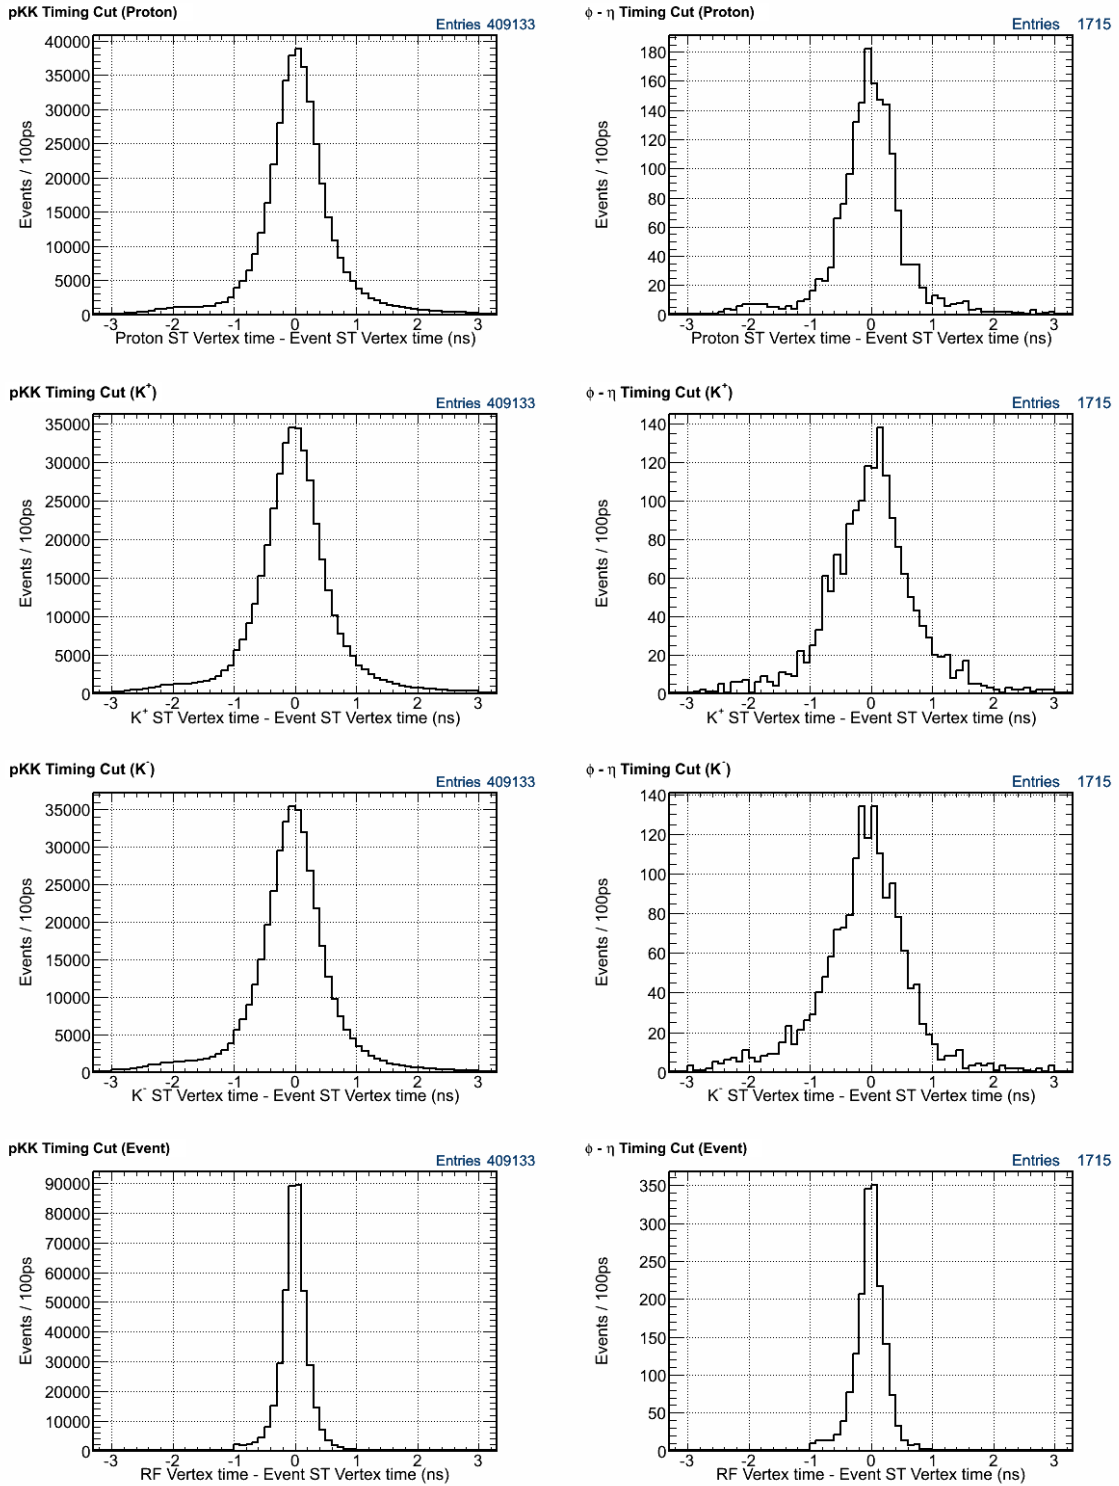 pKK Timing Cut (Proton)
Entries 409133
40000
35000
30000
25000
20000
15000
10000
5000
0
Events / 100ps
-3 -2 -1 0 1 2 3
Proton ST Vertex time - Event ST Vertex time (ns)
ϕ - η Timing Cut (Proton)
Entries 1715
180
160
140
120
100
80
60
40
20
0
Events / 100ps
-3 -2 -1 0 1 2 3
Proton ST Vertex time - Event ST Vertex time (ns)
pKK Timing Cut (K⁺)
Entries 409133
35000
30000
25000
20000
15000
10000
5000
0
Events / 100ps
-3 -2 -1 0 1 2 3
K⁺ ST Vertex time - Event ST Vertex time (ns)
ϕ - η Timing Cut (K⁺)
Entries 1715
140
120
100
80
60
40
20
0
Events / 100ps
-3 -2 -1 0 1 2 3
K⁺ ST Vertex time - Event ST Vertex time (ns)
pKK Timing Cut (K⁻)
Entries 409133
35000
30000
25000
20000
15000
10000
5000
0
Events / 100ps
-3 -2 -1 0 1 2 3
K⁻ ST Vertex time - Event ST Vertex time (ns)
ϕ - η Timing Cut (K⁻)
Entries 1715
140
120
100
80
60
40
20
0
Events / 100ps
-3 -2 -1 0 1 2 3
K⁻ ST Vertex time - Event ST Vertex time (ns)
pKK Timing Cut (Event)
Entries 409133
90000
80000
70000
60000
50000
40000
30000
20000
10000
0
Events / 100ps
-3 -2 -1 0 1 2 3
RF Vertex time - Event ST Vertex time (ns)
ϕ - η Timing Cut (Event)
Entries 1715
350
300
250
200
150
100
50
0
Events / 100ps
-3 -2 -1 0 1 2 3
RF Vertex time - Event ST Vertex time (ns)